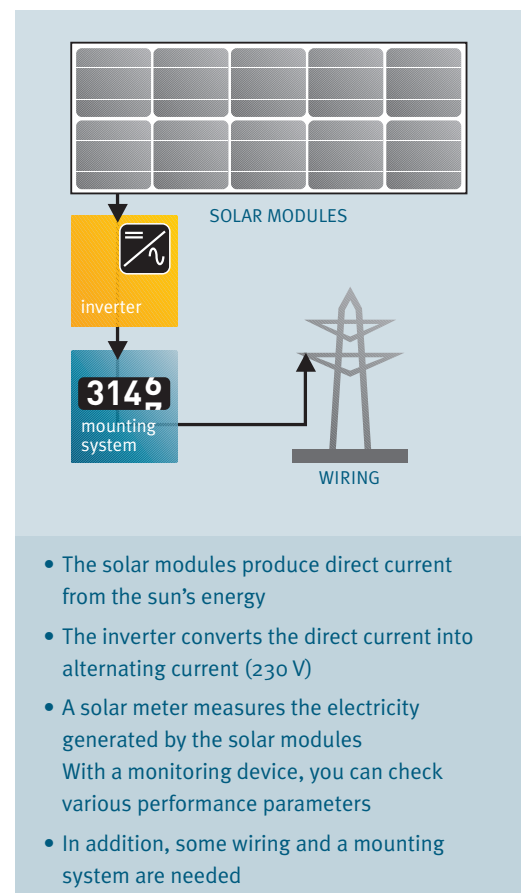 SOLAR MODULES
inverter
3146
mounting
system
WIRING
• The solar modules produce direct current
from the sun’s energy
• The inverter converts the direct current into
alternating current (230 V)
• A solar meter measures the electricity
generated by the solar modules
With a monitoring device, you can check
various performance parameters
• In addition, some wiring and a mounting
system are needed